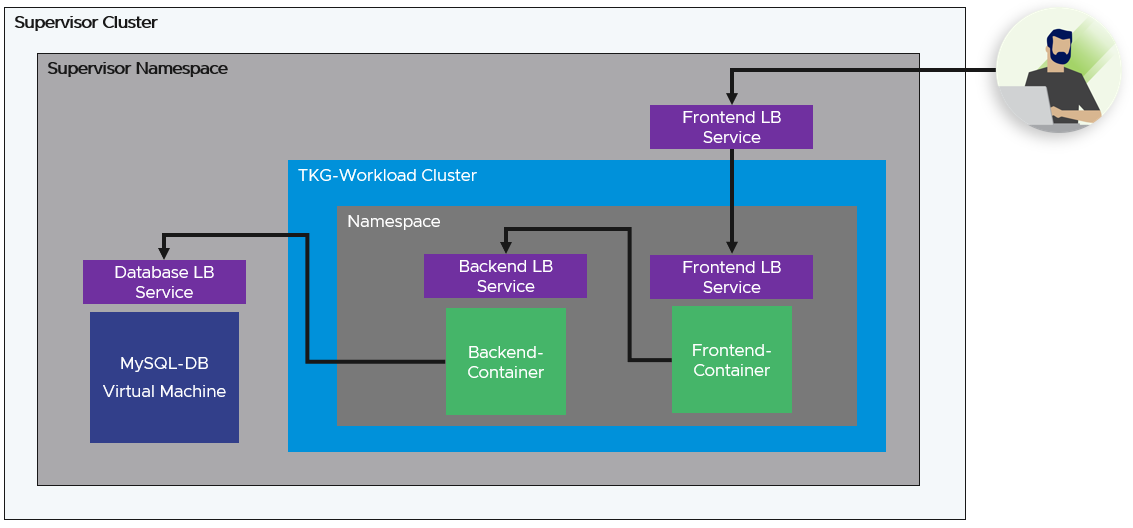 Supervisor Cluster
Supervisor Namespace
Frontend LB
Service
TKG-Workload Cluster
Namespace
Database LB
Service
Backend LB
Service
Frontend LB
Service
MySQL-DB
Virtual Machine
Backend-
Container
Frontend-
Container